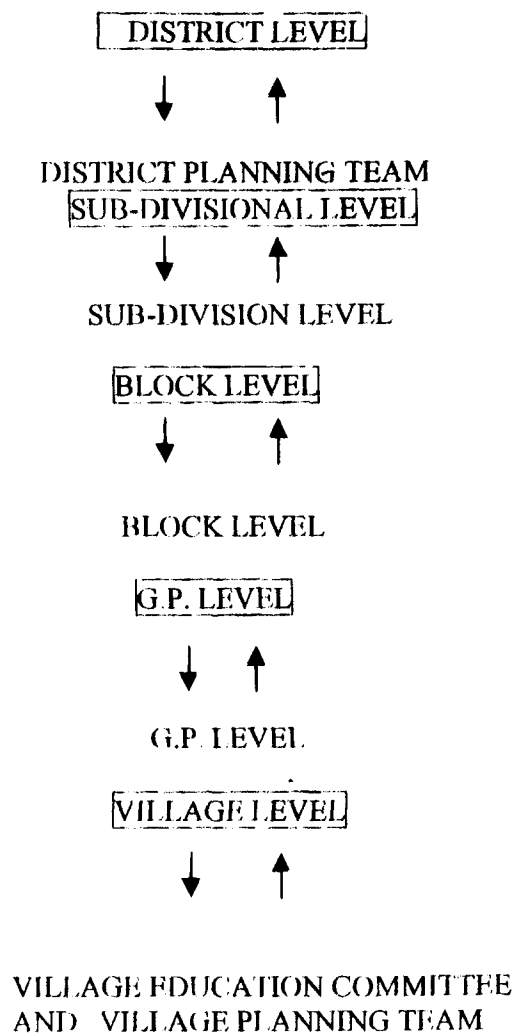 DISTRICT LEVEL
DISTRICT PLANNING TEAM
SUB-DIVISIONAL LEVEL
SUB-DIVISION LEVEL
BLOCK LEVEL
BLOCK LEVEL
G.P. LEVEL
G.P. LEVEL
VILLAGE LEVEL
VILLAGE EDUCATION COMMITTEE
AND VILLAGE PLANNING TEAM